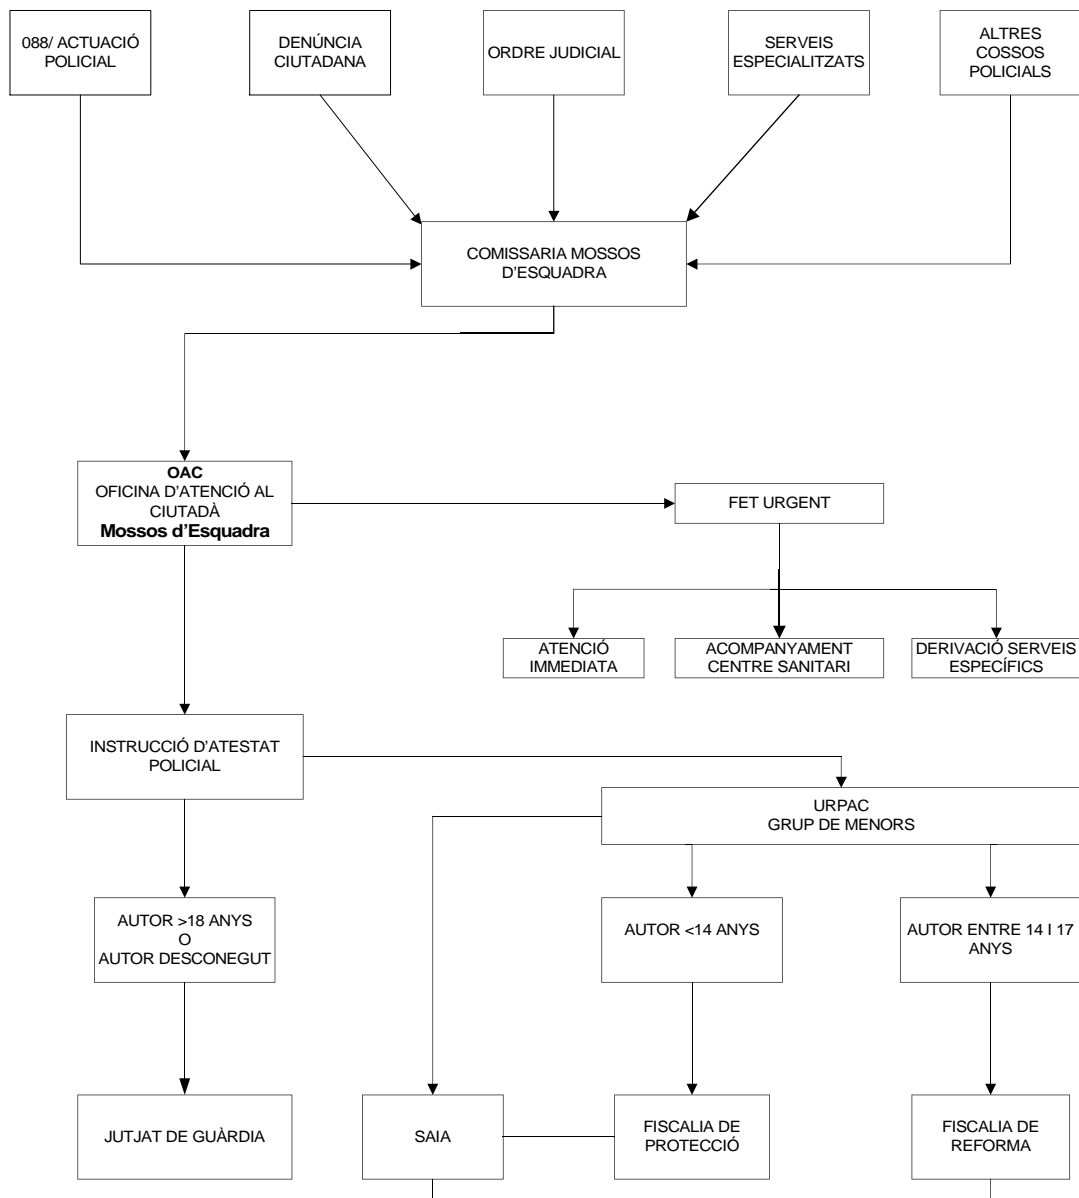 088/ ACTUACIÓ
POLICIAL
DENÚNCIA
CIUTADANA
ORDRE JUDICIAL
SERVEIS
ESPECIALITZATS
ALTRES
COSSOS
POLICIALS
COMISSARIA MOSSOS
D'ESQUADRA
OAC
OFICINA D'ATENCIÓ AL
CIUTADÀ
Mossos d'Esquadra
FET URGENT
ATENCIÓ
IMMEDIATA
ACOMPANYAMENT
CENTRE SANITARI
DERIVACIÓ SERVEIS
ESPECÍFICS
INSTRUCCIÓ D'ATESTAT
POLICIAL
URPAC
GRUP DE MENORS
AUTOR >18 ANYS
O
AUTOR DESCONEGUT
AUTOR <14 ANYS
AUTOR ENTRE 14 I 17
ANYS
JUTJAT DE GUÀRDIA
SAIA
FISCALIA DE
PROTECCIÓ
FISCALIA DE
REFORMA